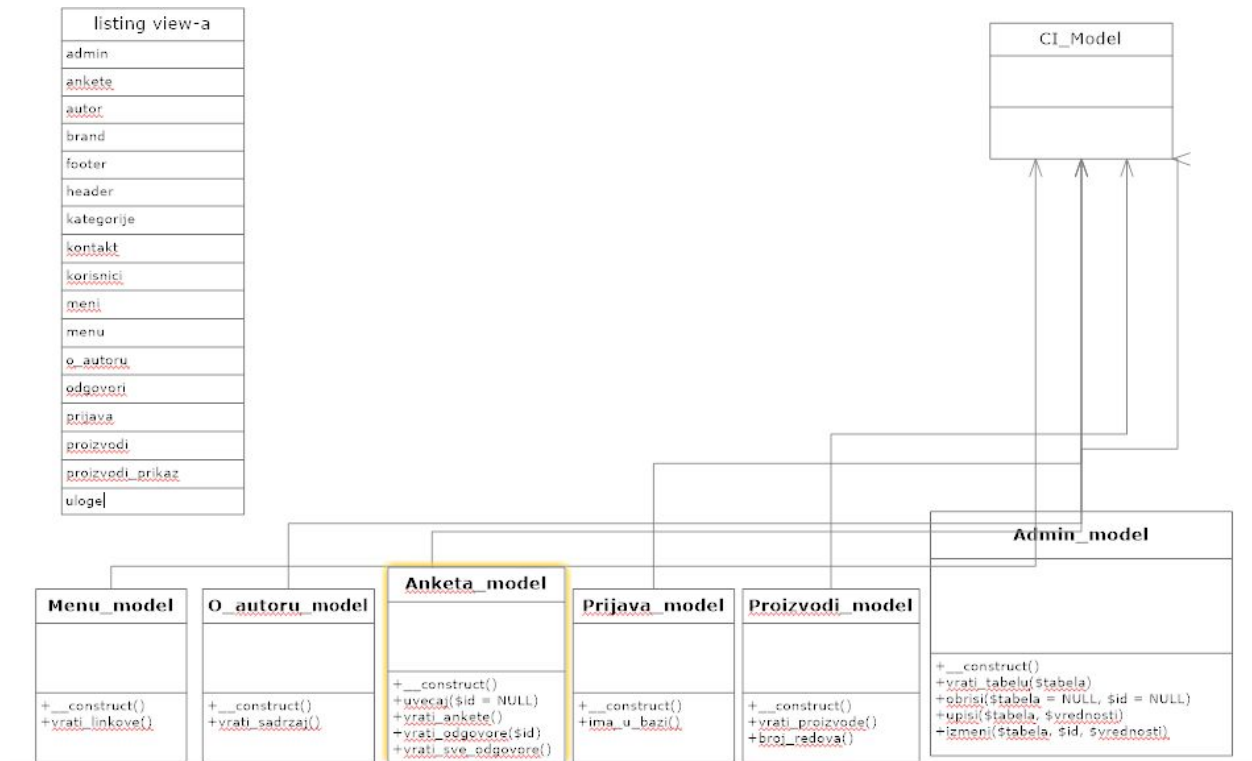 listing view-a
admin
ankete
autor
brand
footer
header
kategorije
kontakt
korisnici
meni
menu
o_autoru
odgovori
prijava
proizvodi
proizvodi_prikaz
uloge
CI_Model
Menu_model
+__construct()
+vrati_linkove()
O_autoru_model
+__construct()
+vrati_sadrzaj()
Anketa_model
+__construct()
+uvecaj($id = NULL)
+vrati_ankete()
+vrati_odgovore($id)
+vrati_sve_odgovore()
Prijava_model
+__construct()
+ima_u_bazi()
Proizvodi_model
+__construct()
+vrati_proizvode()
+broj_redova()
Admin_model
+__construct()
+vrati_tabelu($tabela)
+obrisi($tabela = NULL, $id = NULL)
+upisi($tabela, $vrednosti)
+izmeni($tabela, $id, $vrednosti)